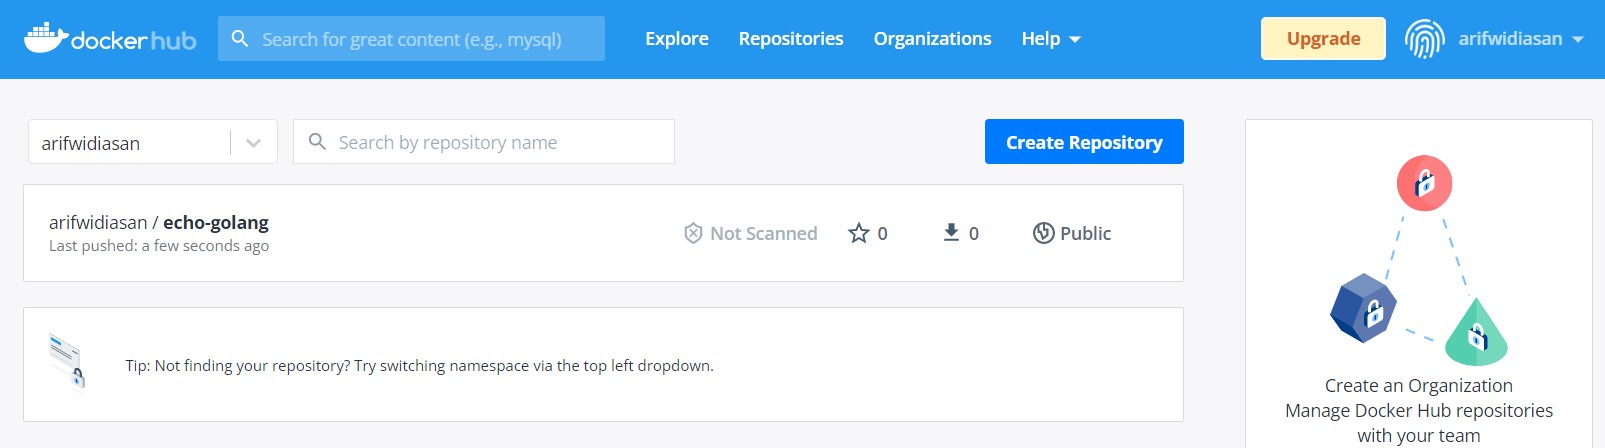 docker hub
Search for great content (e.g., mysql)
Explore
Repositories
Organizations
Help
Upgrade
arifwidiasan
arifwidiasan
Search by repository name
Create Repository
arifwidiasan / echo-golang
Last pushed: a few seconds ago
Not Scanned
0
0
Public
Tip: Not finding your repository? Try switching namespace via the top left dropdown.
Create an Organization
Manage Docker Hub repositories
with your team